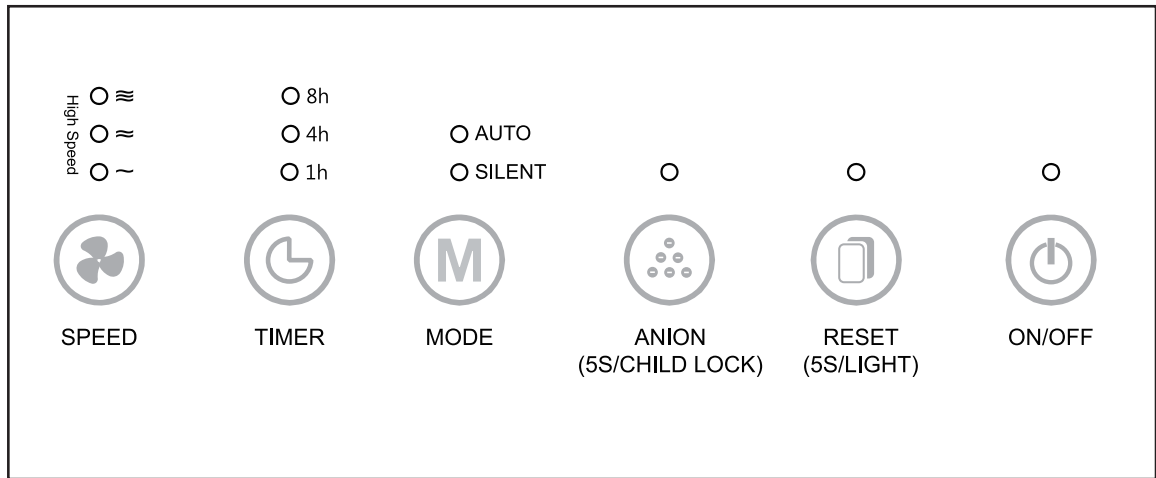 High Speed
≋
≈
~
8h
4h
1h
AUTO
SILENT
M
SPEED
TIMER
MODE
ANION
(5S/CHILD LOCK)
RESET
(5S/LIGHT)
ON/OFF